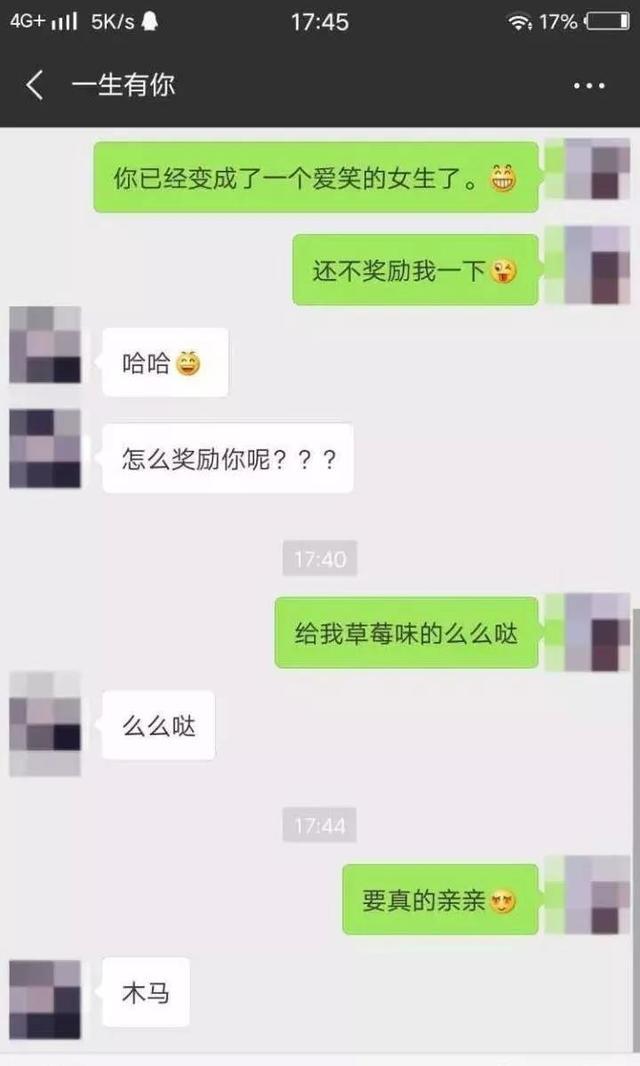 4G+ 5K/s 17:45 17%
一生有你
你已经变成了一个爱笑的女生了。😁
还不奖励我一下😜
哈哈😄
怎么奖励你呢？？？
17:40
给我草莓味的么么哒
么么哒
17:44
要真的亲亲😏
木马